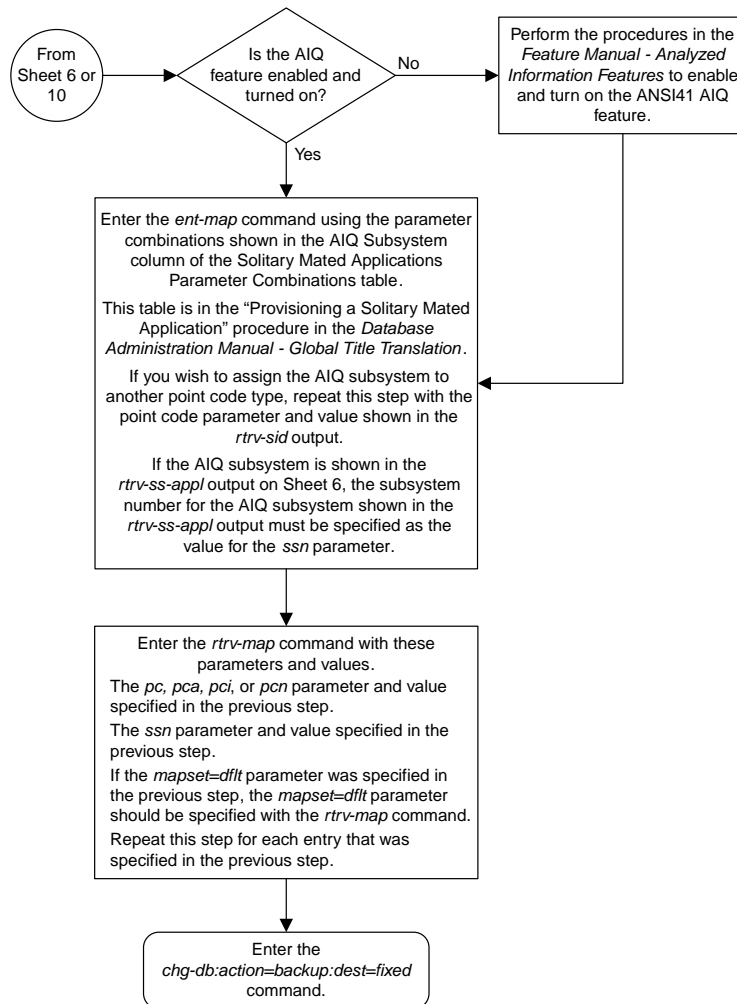 From
Sheet 6 or
10
Is the AIQ
feature enabled and
turned on?
No
Perform the procedures in the
Feature Manual - Analyzed
Information Features to enable
and turn on the ANSI41 AIQ
feature.
Yes
Enter the ent-map command using the parameter
combinations shown in the AIQ Subsystem
column of the Solitary Mated Applications
Parameter Combinations table.
This table is in the “Provisioning a Solitary Mated
Application” procedure in the Database
Administration Manual - Global Title Translation.
If you wish to assign the AIQ subsystem to
another point code type, repeat this step with the
point code parameter and value shown in the
rtrv-sid output.
If the AIQ subsystem is shown in the
rtrv-ss-appl output on Sheet 6, the subsystem
number for the AIQ subsystem shown in the
rtrv-ss-appl output must be specified as the
value for the ssn parameter.
Enter the rtrv-map command with these
parameters and values.
The pc, pca, pci, or pcn parameter and value
specified in the previous step.
The ssn parameter and value specified in the
previous step.
If the mapset=dflt parameter was specified in
the previous step, the mapset=dflt parameter
should be specified with the rtrv-map command.
Repeat this step for each entry that was
specified in the previous step.
Enter the
chg-db:action=backup:dest=fixed
command.